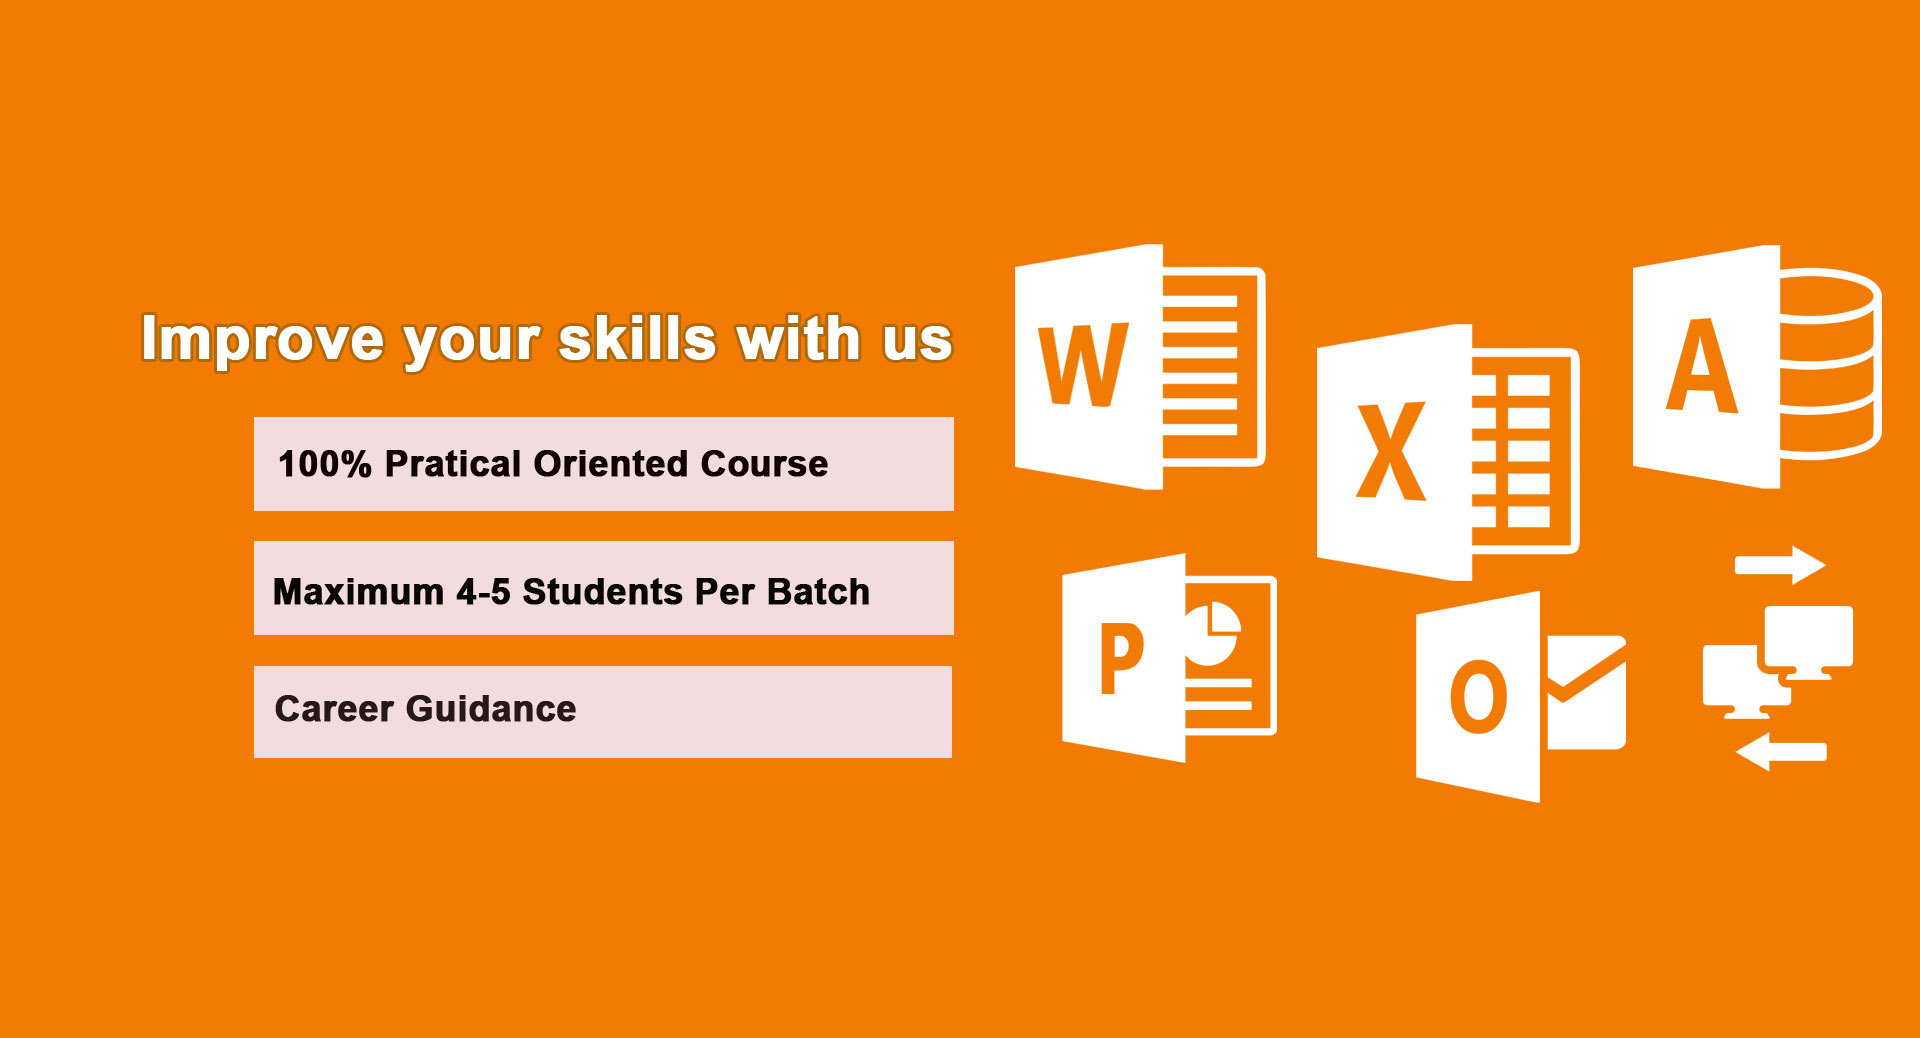 Improve your skills with us
100% Pratical Oriented Course
Maximum 4-5 Students Per Batch
Career Guidance
W
X
A
P
O